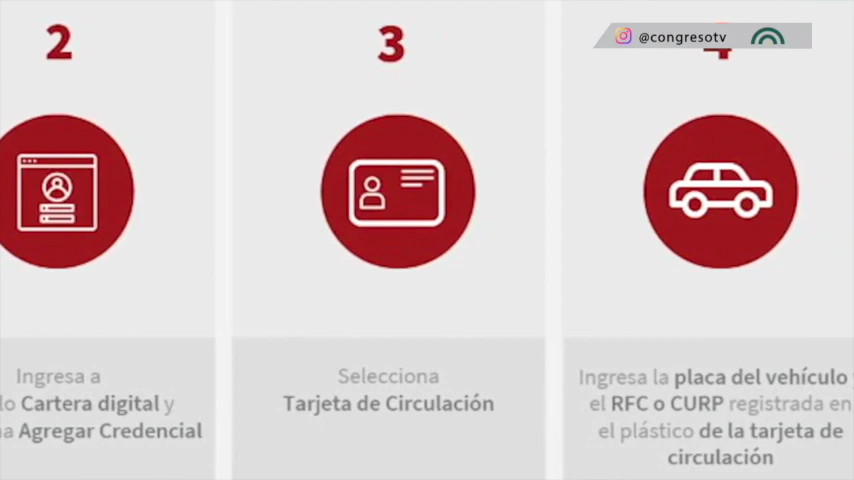 @congresotv
2
Ingresa a
lo Cartera digital y
a Agregar Credencial
3
Selecciona
Tarjeta de Circulación
4
Ingresa la placa del vehículo
el RFC o CURP registrada en
el plástico de la tarjeta de
circulación